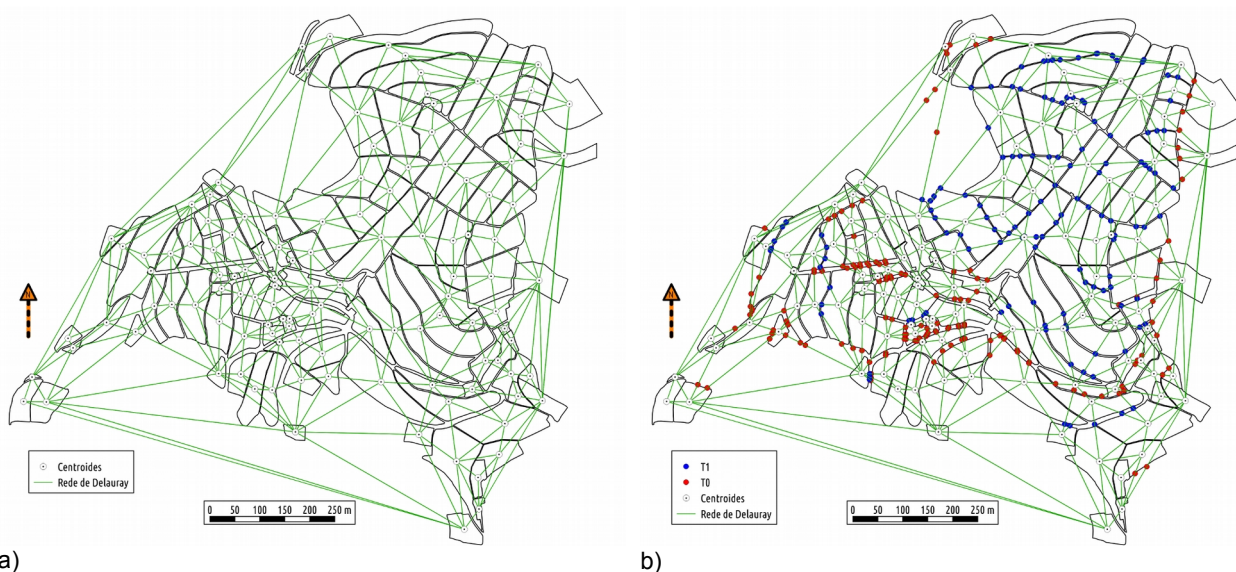 N
Centroides
Rede de Delauray
0 50 100 150 200 250 m
a)
N
T1
T0
Centroides
Rede de Delauray
0 50 100 150 200 250 m
b)